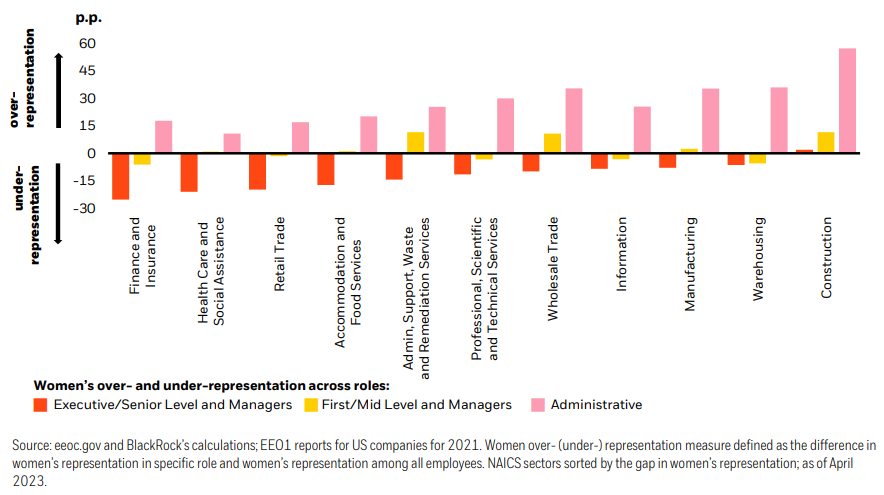 p.p.
over-
representation
under-
representation
60
45
30
15
0
-15
-30
Finance and
Insurance
Health Care and
Social Assistance
Retail Trade
Accommodation and
Food Services
Admin, Support, Waste
and Remediation Services
Professional, Scientific
and Technical Services
Wholesale Trade
Information
Manufacturing
Warehousing
Construction
Women's over- and under-representation across roles:
Executive/Senior Level and Managers First/Mid Level and Managers Administrative
Source: eeoc.gov and BlackRock's calculations; EEO1 reports for US companies for 2021. Women over- (under-) representation measure defined as the difference in
women's representation in specific role and women's representation among all employees. NAICS sectors sorted by the gap in women's representation; as of April
2023.